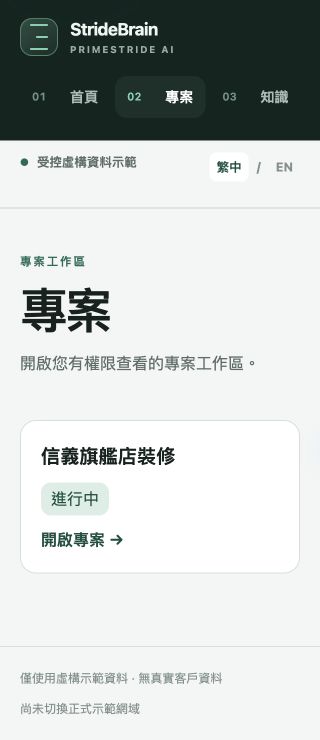 StrideBrain
PRIMESTRIDE AI
01 首頁 02 專案 03 知識
受控虛構資料示範 繁中 / EN
專案工作區
專案
開啟您有權限查看的專案工作區。
信義旗艦店裝修
進行中
開啟專案 →
僅使用虛構示範資料 · 無真實客戶資料
尚未切換正式示範網域